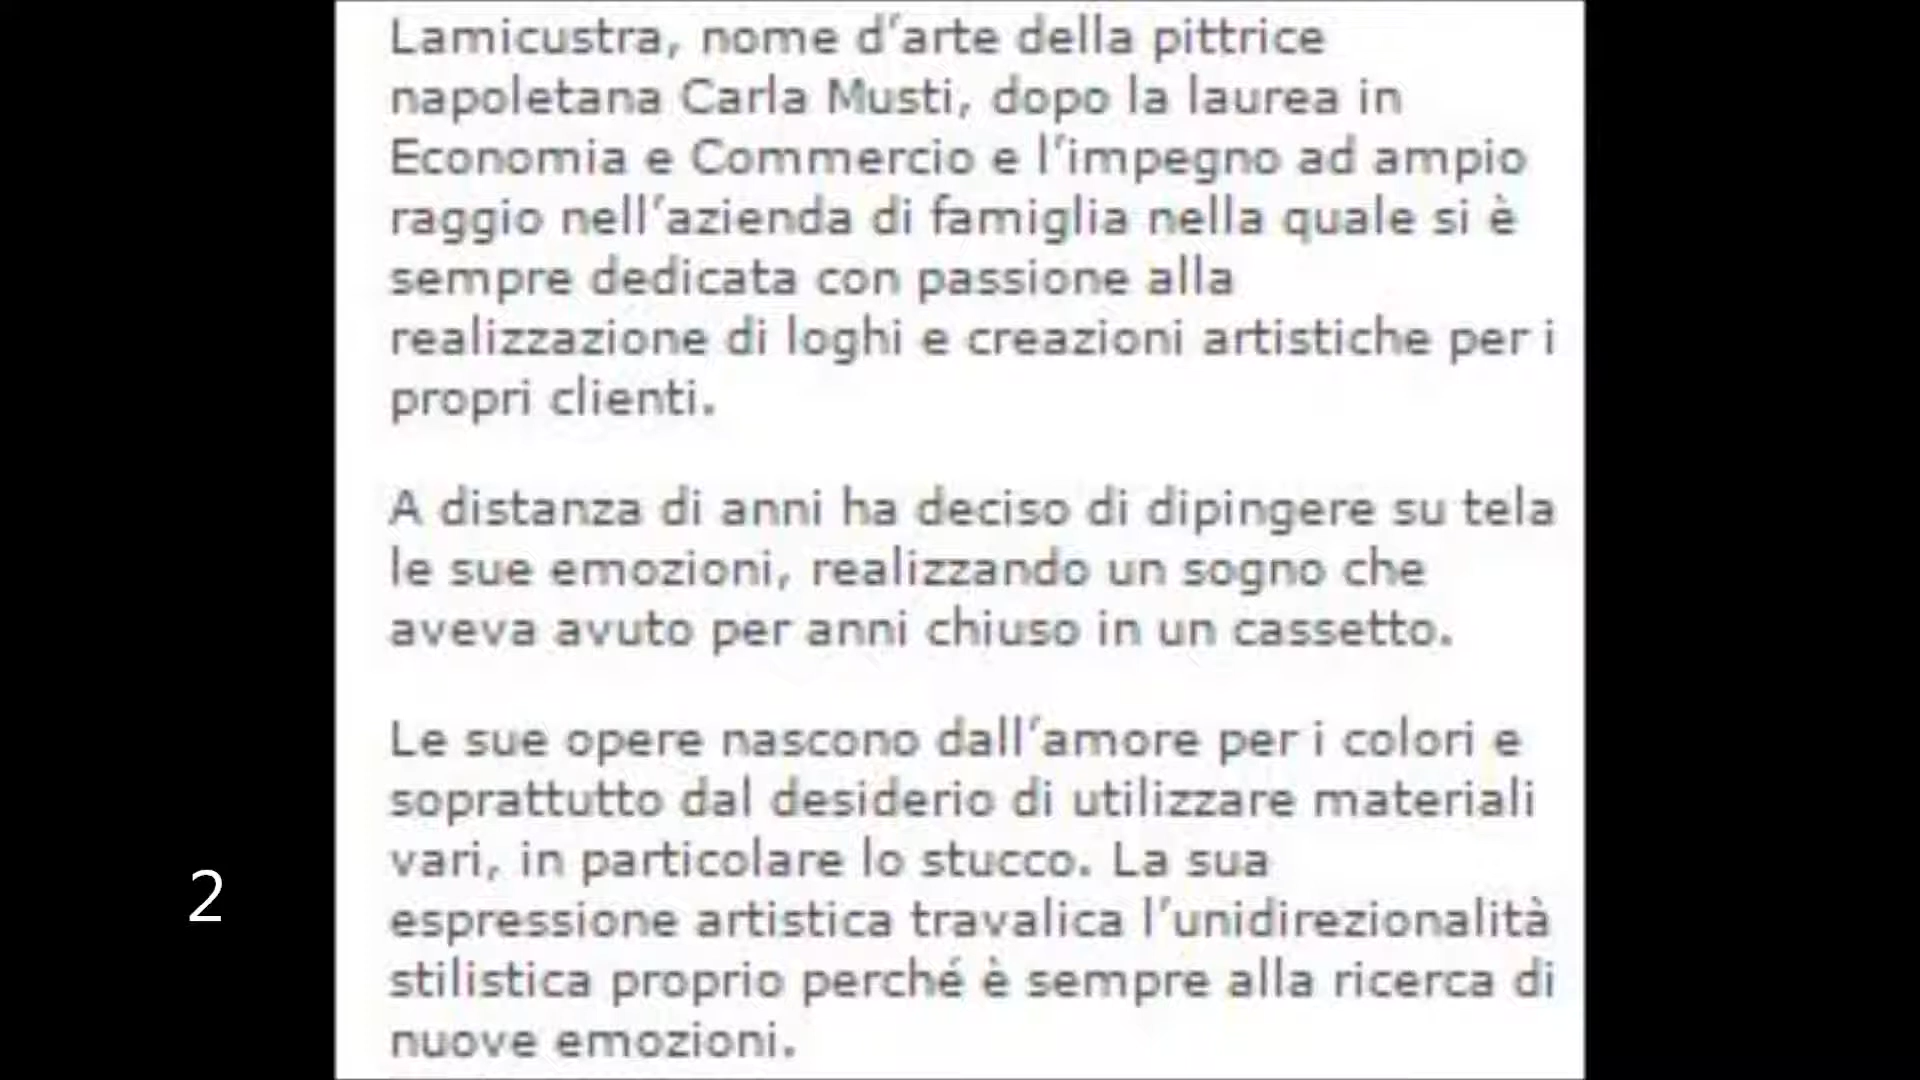 Lamicustra, nome d'arte della pittrice
napoletana Carla Musti, dopo la laurea in
Economia e Commercio e l'impegno ad ampio
raggio nell'azienda di famiglia nella quale si è
sempre dedicata con passione alla
realizzazione di loghi e creazioni artistiche per i
propri clienti.
A distanza di anni ha deciso di dipingere su tela
le sue emozioni, realizzando un sogno che
aveva avuto per anni chiuso in un cassetto.
Le sue opere nascono dall'amore per i colori e
soprattutto dal desiderio di utilizzare materiali
vari, in particolare lo stucco. La sua
espressione artistica travalica l'unidirezionalità
stilistica proprio perché è sempre alla ricerca di
nuove emozioni.
2